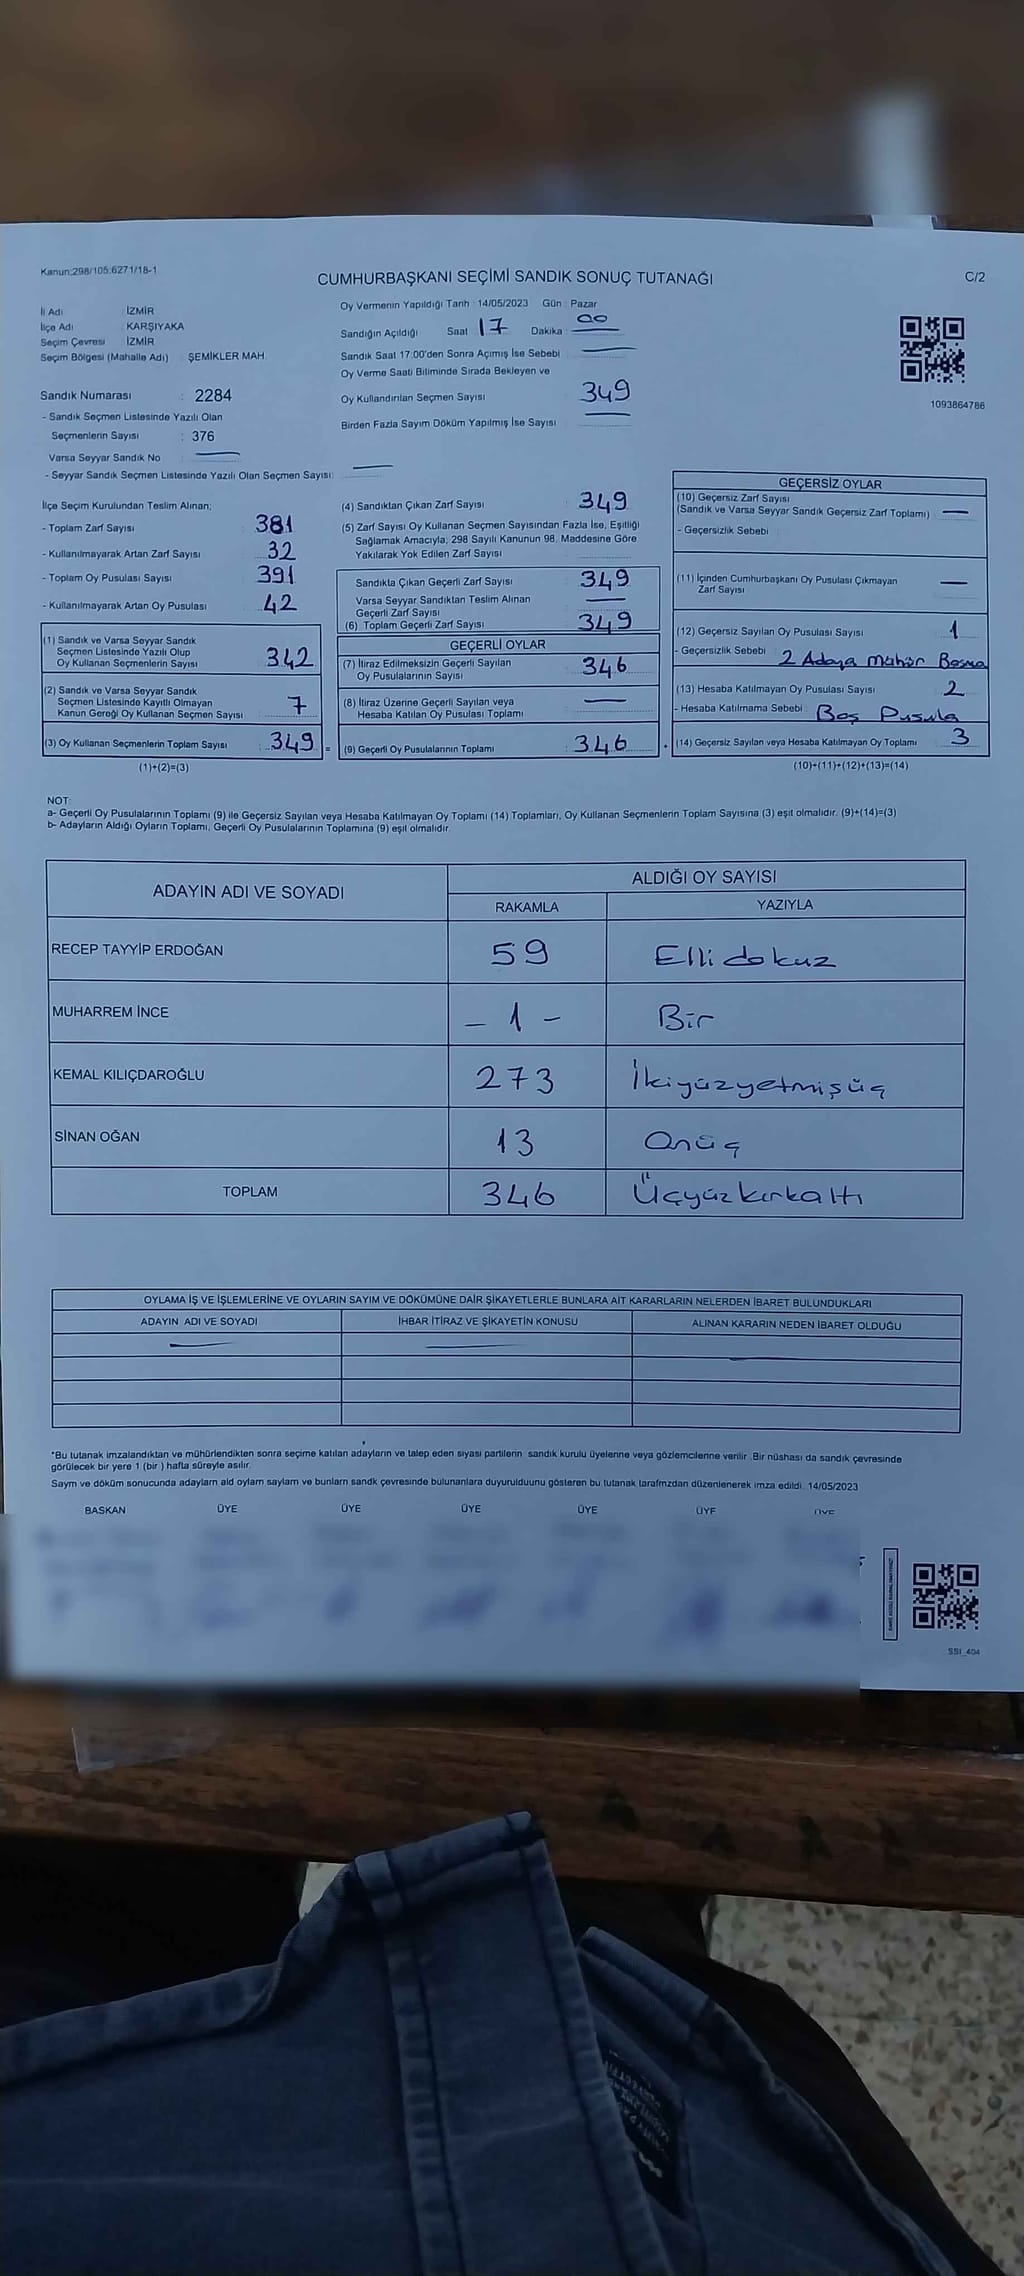 Kanun:298/105:6271/18-1
CUMHURBAŞKANI SEÇİMİ SANDIK SONUÇ TUTANAĞI
C/2
İl Adı : İZMİR
İlçe Adı : KARŞIYAKA
Seçim Çevresi : İZMİR
Seçim Bölgesi (Mahalle Adı) : ŞEMİKLER MAH.
Sandık Numarası : 2284
- Sandık Seçmen Listesinde Yazılı Olan
Seçmenlerin Sayısı : 376
Varsa Seyyar Sandık No :
- Seyyar Sandık Seçmen Listesinde Yazılı Olan Seçmen Sayısı:
Oy Vermenin Yapıldığı Tarih : 14/05/2023 Gün : Pazar
Sandığın Açıldığı Saat 17 Dakika : 00
Sandık Saat 17.00'den Sonra Açımış İse Sebebi
Oy Verme Saati Bitiminde Sırada Bekleyen ve
Oy Kullandırılan Seçmen Sayısı : 349
Birden Fazla Sayım Döküm Yapılmış İse Sayısı
1093864786
İlçe Seçim Kurulundan Teslim Alınan;
- Toplam Zarf Sayısı : 381
- Kullanılmayarak Artan Zarf Sayısı : 32
- Toplam Oy Pusulası Sayısı : 391
- Kullanılmayarak Artan Oy Pusulası : 42
(1) Sandık ve Varsa Seyyar Sandık
Seçmen Listesinde Yazılı Olup
Oy Kullanan Seçmenlerin Sayısı : 342
(2) Sandık ve Varsa Seyyar Sandık
Seçmen Listesinde Kayıtlı Olmayan
Kanun Gereği Oy Kullanan Seçmen Sayısı : 7
(3) Oy Kullanan Seçmenlerin Toplam Sayısı : 349 =
(1)+(2)=(3)
(4) Sandıktan Çıkan Zarf Sayısı : 349
(5) Zarf Sayısı Oy Kullanan Seçmen Sayısından Fazla İse, Eşitliği
Sağlamak Amacıyla, 298 Sayılı Kanunun 98. Maddesine Göre
Yakılarak Yok Edilen Zarf Sayısı
Sandıkta Çıkan Geçerli Zarf Sayısı : 349
Varsa Seyyar Sandıktan Teslim Alınan
Geçerli Zarf Sayısı
(6) Toplam Geçerli Zarf Sayısı : 349
GEÇERLİ OYLAR
(7) İtiraz Edilmeksizin Geçerli Sayılan
Oy Pusulalarının Sayısı : 346
(8) İtiraz Üzerine Geçerli Sayılan veya
Hesaba Katılan Oy Pusulası Toplamı
(9) Geçerli Oy Pusulalarının Toplamı : 346 +
GEÇERSİZ OYLAR
(10) Geçersiz Zarf Sayısı
(Sandık ve Varsa Seyyar Sandık Geçersiz Zarf Toplamı) :
- Geçersizlik Sebebi :
(11) İçinden Cumhurbaşkanı Oy Pusulası Çıkmayan
Zarf Sayısı
(12) Geçersiz Sayılan Oy Pusulası Sayısı : 1
- Geçersizlik Sebebi : 2 Adaya Mühür Basma
(13) Hesaba Katılmayan Oy Pusulası Sayısı : 2
- Hesaba Katılmama Sebebi : Boş Pusula
(14) Geçersiz Sayılan veya Hesaba Katılmayan Oy Toplamı : 3
(10)+(11)+(12)+(13)=(14)
NOT:
a- Geçerli Oy Pusulalarının Toplamı (9) ile Geçersiz Sayılan veya Hesaba Katılmayan Oy Toplamı (14) Toplamları, Oy Kullanan Seçmenlerin Toplam Sayısına (3) eşit olmalıdır. (9)+(14)=(3)
b- Adayların Aldığı Oyların Toplamı, Geçerli Oy Pusulalarının Toplamına (9) eşit olmalıdır.
ADAYIN ADI VE SOYADI
ALDIĞI OY SAYISI
RAKAMLA YAZIYLA
RECEP TAYYİP ERDOĞAN 59 Elli dokuz
MUHARREM İNCE - 1 - Bir
KEMAL KILIÇDAROĞLU 273 İkiyüzyetmişüç
SİNAN OĞAN 13 Onüç
TOPLAM 346 Üçyüzkırkaltı
OYLAMA İŞ VE İŞLEMLERİNE VE OYLARIN SAYIM VE DÖKÜMÜNE DAİR ŞİKAYETLERLE BUNLARA AİT KARARLARIN NELERDEN İBARET BULUNDUKLARI
ADAYIN ADI VE SOYADI İHBAR İTİRAZ VE ŞİKAYETİN KONUSU ALINAN KARARIN NEDEN İBARET OLDUĞU
*Bu tutanak imzalandıktan ve mühürlendikten sonra seçime katılan adayların ve talep eden siyasi partilerin sandık kurulu üyelerine veya gözlemcilerine verilir. Bir nüshası da sandık çevresinde
görülecek bir yere 1 (bir ) hafta süreyle asılır.
Sayım ve döküm sonucunda adayların ald oylarn saylam ve bunlarn sandk çevresinde bulunanlara duyurulduunu gösteren bu tutanak tarafmzdan düzenlenerek imza edildi. 14/05/2023
BAŞKAN ÜYE ÜYE ÜYE ÜYE ÜYE ÜYE
SSI_404